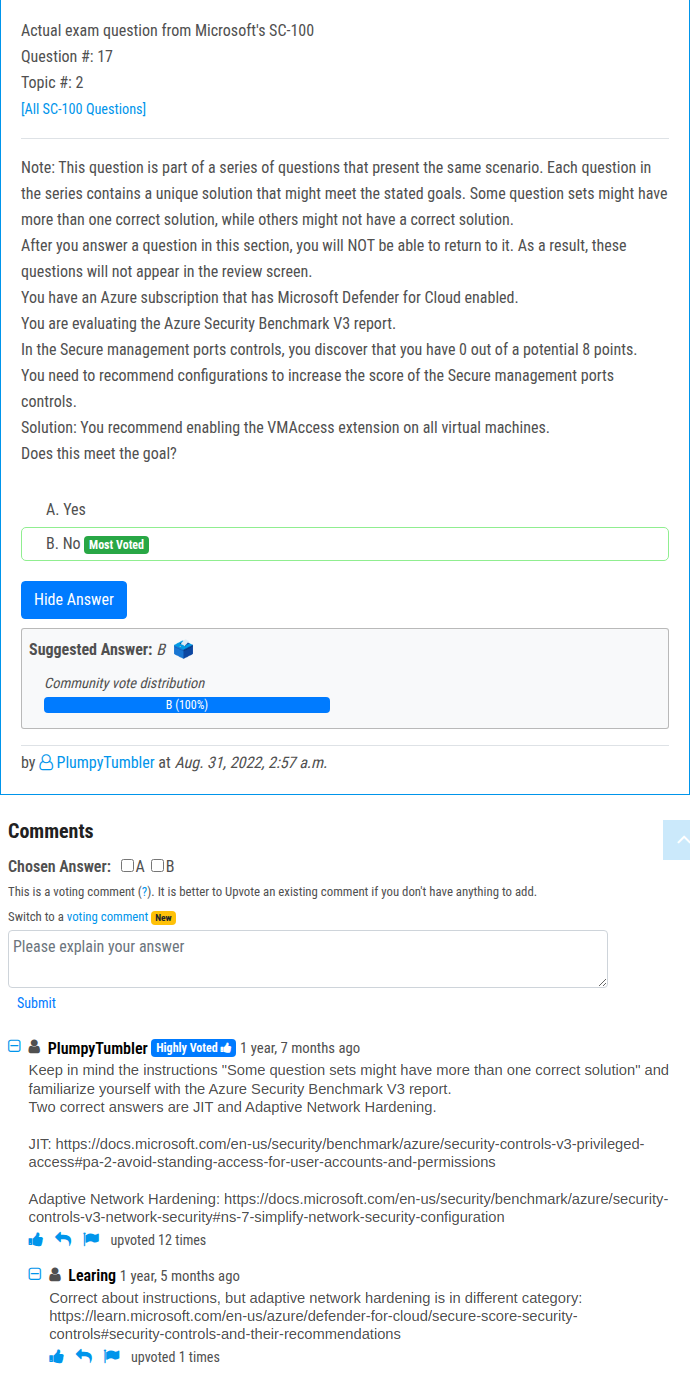 Actual exam question from Microsoft's SC-100
Question #: 17
Topic #: 2
[All SC-100 Questions]
Note: This question is part of a series of questions that present the same scenario. Each question in
the series contains a unique solution that might meet the stated goals. Some question sets might have
more than one correct solution, while others might not have a correct solution.
After you answer a question in this section, you will NOT be able to return to it. As a result, these
questions will not appear in the review screen.
You have an Azure subscription that has Microsoft Defender for Cloud enabled.
You are evaluating the Azure Security Benchmark V3 report.
In the Secure management ports controls, you discover that you have 0 out of a potential 8 points.
You need to recommend configurations to increase the score of the Secure management ports
controls.
Solution: You recommend enabling the VMAccess extension on all virtual machines.
Does this meet the goal?
A. Yes
B. No Most Voted
Hide Answer
Suggested Answer: B
Community vote distribution
B (100%)
by PlumpyTumbler at Aug. 31, 2022, 2:57 a.m.
Comments
Chosen Answer: A B
This is a voting comment (?). It is better to Upvote an existing comment if you don't have anything to add.
Switch to a voting comment New
Please explain your answer
Submit
PlumpyTumbler Highly Voted 1 year, 7 months ago
Keep in mind the instructions "Some question sets might have more than one correct solution" and
familiarize yourself with the Azure Security Benchmark V3 report.
Two correct answers are JIT and Adaptive Network Hardening.
JIT: https://docs.microsoft.com/en-us/security/benchmark/azure/security-controls-v3-privileged-
access#pa-2-avoid-standing-access-for-user-accounts-and-permissions
Adaptive Network Hardening: https://docs.microsoft.com/en-us/security/benchmark/azure/security-
controls-v3-network-security#ns-7-simplify-network-security-configuration
upvoted 12 times
Learing 1 year, 5 months ago
Correct about instructions, but adaptive network hardening is in different category:
https://learn.microsoft.com/en-us/azure/defender-for-cloud/secure-score-security-
controls#security-controls-and-their-recommendations
upvoted 1 times